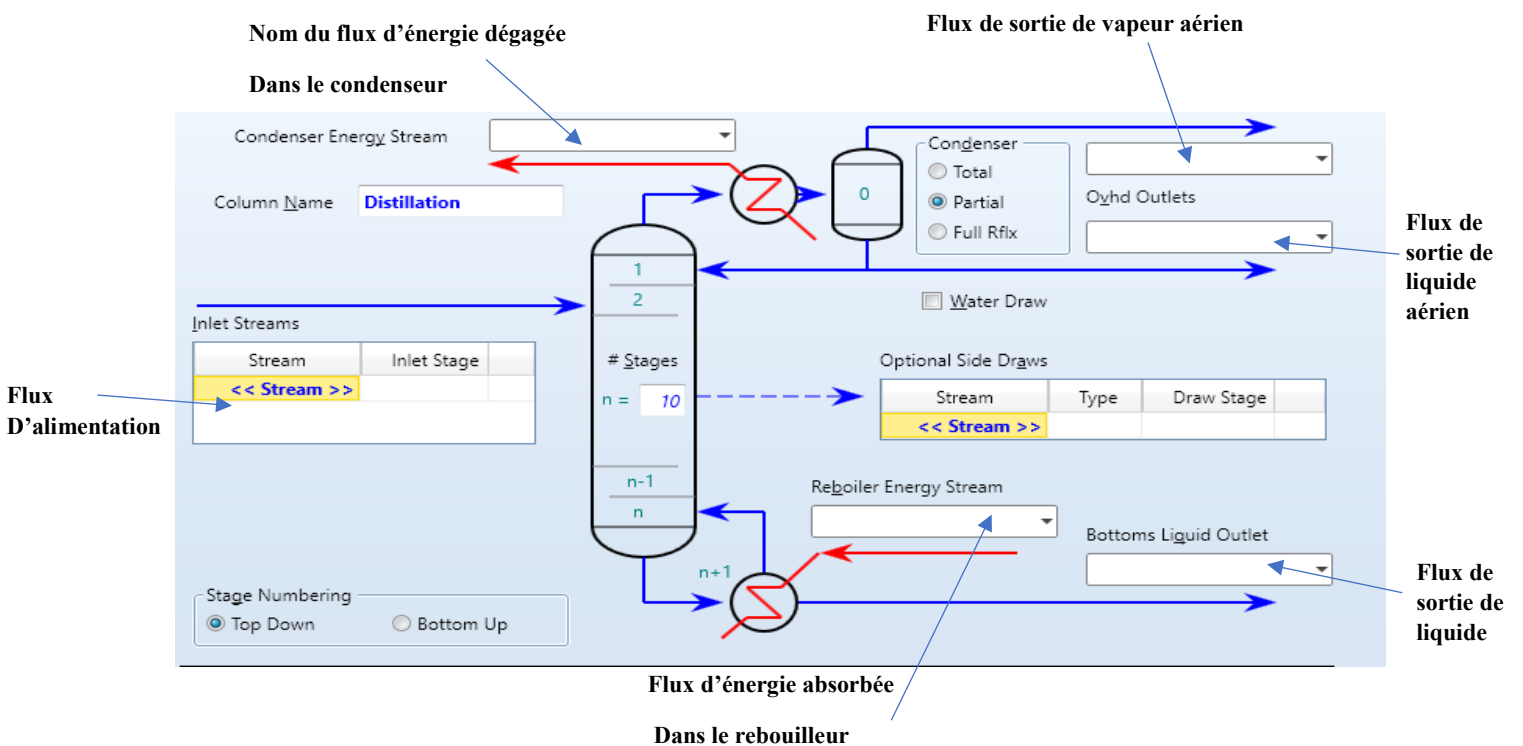 Nom du flux d’énergie dégagée
Dans le condenseur
Flux de sortie de vapeur aérien
Condenser Energy Stream
Column Name
Distillation
0
Condenser
Total
Partial
Full Rflx
Ovhd Outlets
Flux de
sortie de
liquide
aérien
Water Draw
1
2
Inlet Streams
Stream
Inlet Stage
<< Stream >>
Flux
D’alimentation
# Stages
n =
10
Optional Side Draws
Stream
Type
Draw Stage
<< Stream >>
n-1
n
n+1
Reboiler Energy Stream
Bottoms Liquid Outlet
Flux de
sortie de
liquide
Stage Numbering
Top Down
Bottom Up
Flux d’énergie absorbée
Dans le rebouilleur